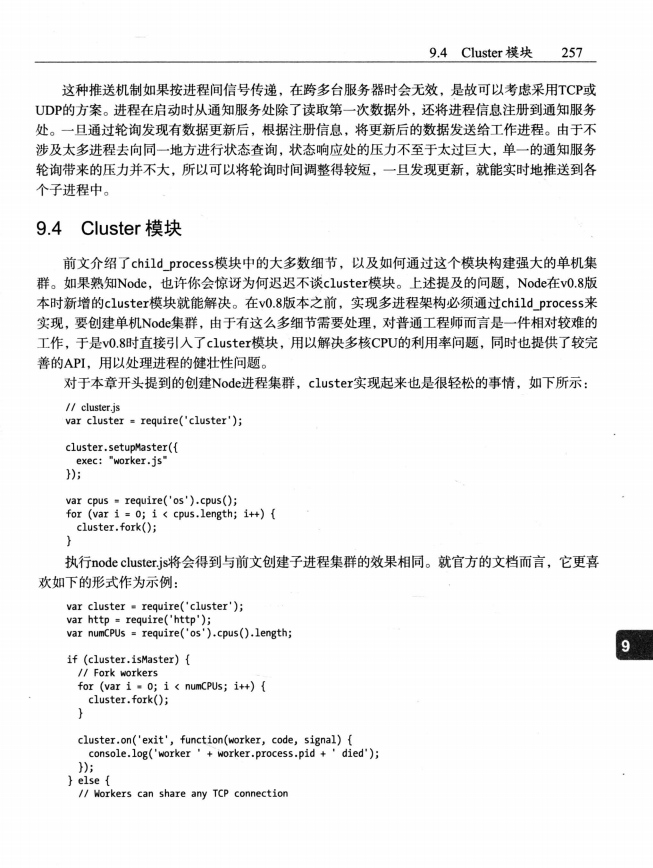 9.4 Cluster 模块 257
这种推送机制如果按进程间信号传递，在跨多台服务器时会无效，是故可以考虑采用TCP或
UDP的方案。进程在启动时从通知服务处除了读取第一次数据外，还将进程信息注册到通知服务
处。一旦通过轮询发现有数据更新后，根据注册信息，将更新后的数据发送给工作进程。由于不
涉及太多进程去向同一地方进行状态查询，状态响应处的压力不至于太过巨大，单一的通知服务
轮询带来的压力并不大，所以可以将轮询时间调整得较短，一旦发现更新，就能实时地推送到各
个子进程中。
9.4 Cluster 模块
前文介绍了child_process模块中的大多数细节，以及如何通过这个模块构建强大的单机集
群。如果熟知Node，也许你会惊讶为何迟迟不谈cluster模块。上述提及的问题，Node在v0.8版
本时新增的cluster模块就能解决。在v0.8版本之前，实现多进程架构必须通过child_process来
实现，要创建单机Node集群，由于有这么多细节需要处理，对普通工程师而言是一件相对较难的
工作，于是v0.8时直接引入了cluster模块，用以解决多核CPU的利用率问题，同时也提供了较完
善的API，用以处理进程的健壮性问题。
对于本章开头提到的创建Node进程集群，cluster实现起来也是很轻松的事情，如下所示：
// cluster.js
var cluster = require('cluster');
cluster.setupMaster({
exec: "worker.js"
});
var cpus = require('os').cpus();
for (var i = 0; i < cpus.length; i++) {
cluster.fork();
}
执行node cluster.js将会得到与前文创建子进程集群的效果相同。就官方的文档而言，它更喜
欢如下的形式作为示例：
var cluster = require('cluster');
var http = require('http');
var numCPUs = require('os').cpus().length;
if (cluster.isMaster) {
// Fork workers
for (var i = 0; i < numCPUs; i++) {
cluster.fork();
}
cluster.on('exit', function(worker, code, signal) {
console.log('worker ' + worker.process.pid + ' died');
});
} else {
// Workers can share any TCP connection
9